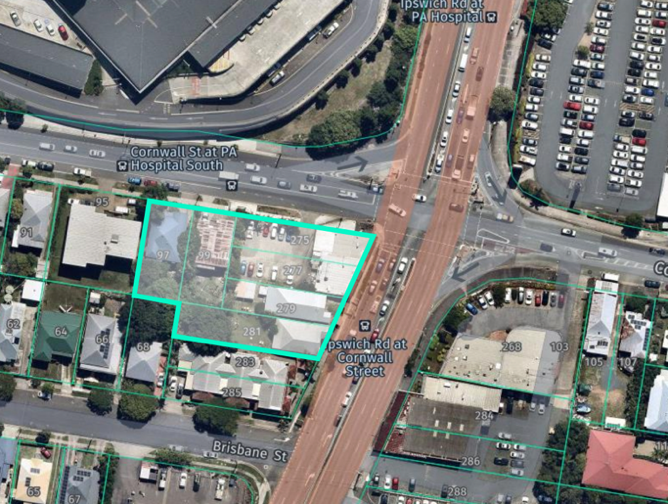 Ipswich Rd at
PA Hospital
Cornwall St at PA
Hospital South
95
91
97
99
275
277
279
281
62
64
66
68
283
285
Ipswich Rd at
Cornwall
Street
268
103
105
284
286
288
Brisbane St
65
67